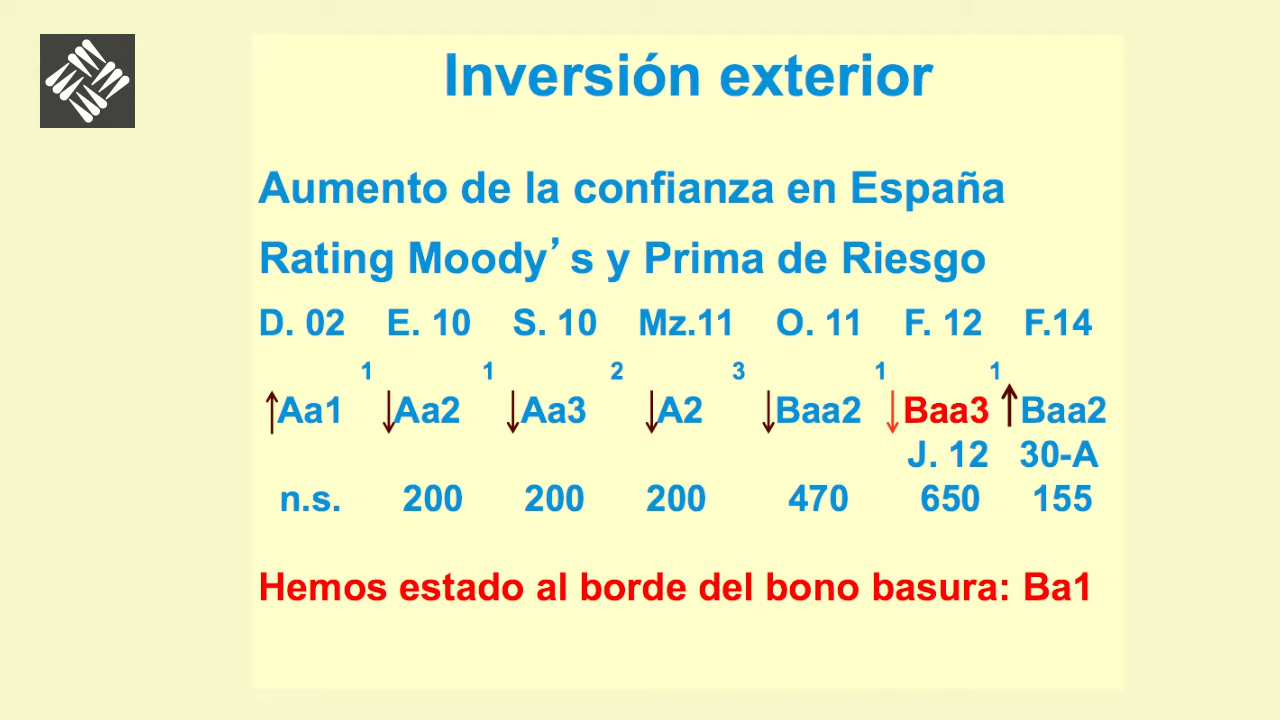 Inversión exterior
Aumento de la confianza en España
Rating Moody’s y Prima de Riesgo
D. 02 E. 10 S. 10 Mz.11 O. 11 F. 12 F.14
1 1 2 3 1 1
↑Aa1 ↓Aa2 ↓Aa3 ↓A2 ↓Baa2 ↓Baa3 ↑Baa2
J. 12 30-A
n.s. 200 200 200 470 650 155
Hemos estado al borde del bono basura: Ba1